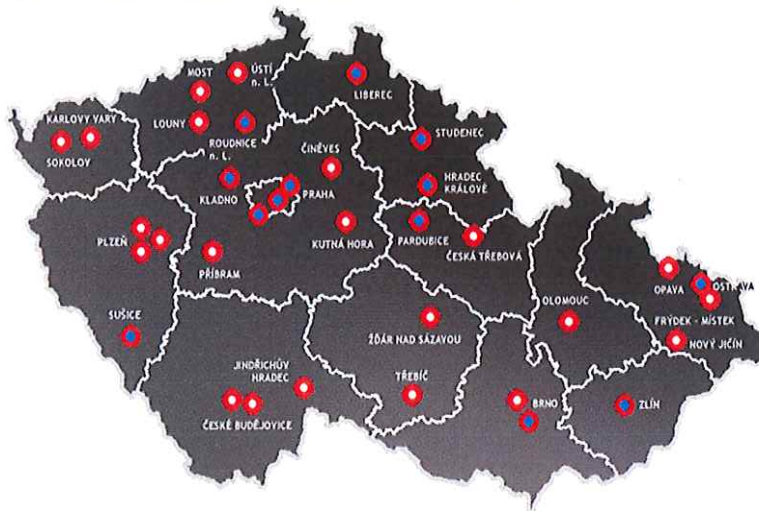 MOST
ÚSTÍ
n. L.
LIBEREC
KARLOVY VARY
LOUNY
ROUDNICE
n. L.
STUDENEC
SOKOLOV
ČINĚVES
KLADNO
PRAHA
HRADEC
KRÁLOVÉ
PLZEŇ
KUTNÁ HORA
PARDUBICE
ČESKÁ TŘEBOVÁ
PŘÍBRAM
OPAVA
OSTRAVA
SUŠICE
OLOMOUC
FRÝDEK - MÍSTEK
ŽĎÁR NAD SÁZAVOU
NOVÝ JIČÍN
JINDŘICHŮV
HRADEC
TŘEBÍČ
BRNO
ZLÍN
ČESKÉ BUDĚJOVICE